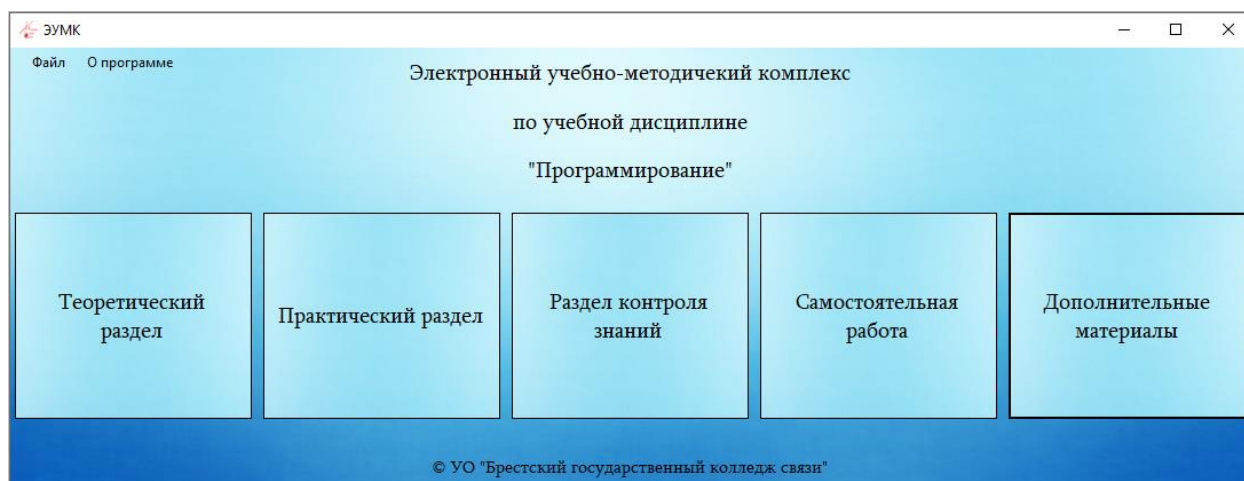 ЭУМК
Файл О программе
Электронный учебно-методичекий комплекс
по учебной дисциплине
"Программирование"
Теоретический
раздел
Практический раздел
Раздел контроля
знаний
Самостоятельная
работа
Дополнительные
материалы
© УО "Брестский государственный колледж связи"